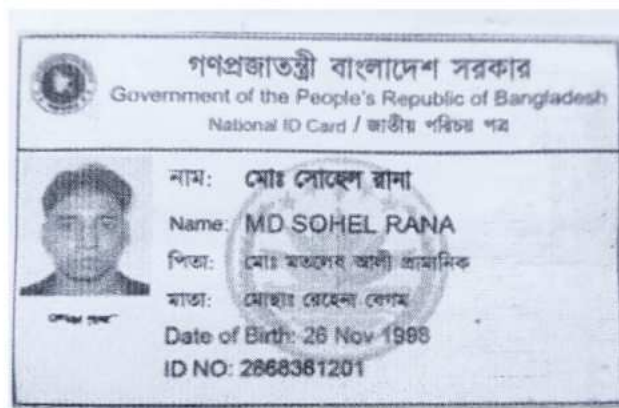 গণপ্রজাতন্ত্রী বাংলাদেশ সরকার
Government of the People's Republic of Bangladesh
National ID Card / জাতীয় পরিচয় পত্র
নাম: মোঃ সোহেল রানা
Name: MD SOHEL RANA
পিতা: মোঃ মতলেব আলী প্রামানিক
মাতা: মোছাঃ রেহেনা বেগম
Date of Birth: 26 Nov 1998
ID NO: 2868361201